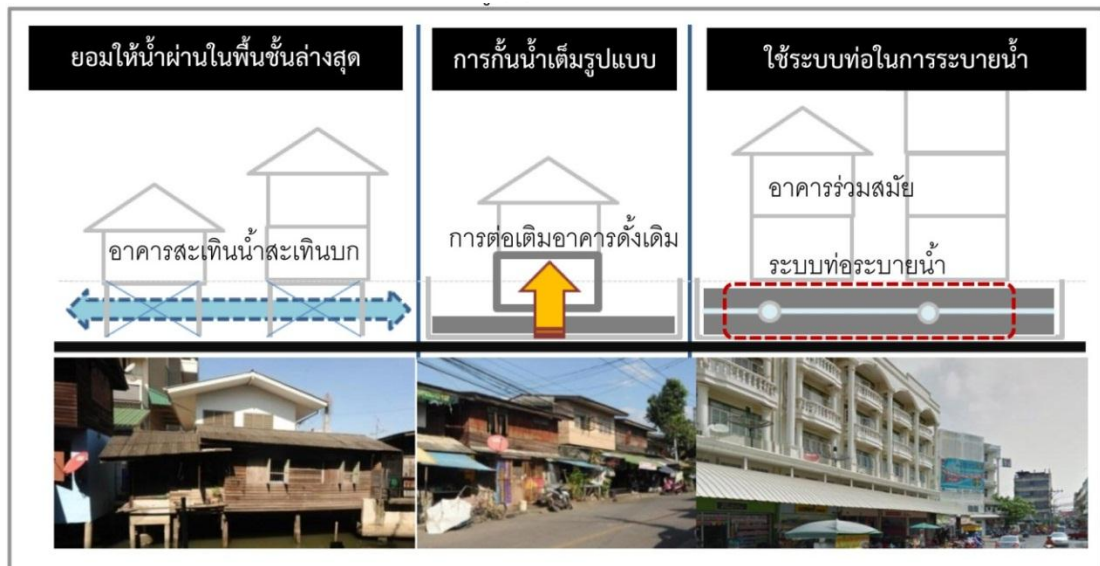 ยอมให้น้ำผ่านในพื้นชั้นล่างสุด
การกั้นน้ำเต็มรูปแบบ
ใช้ระบบท่อในการระบายน้ำ
อาคารสะเทินน้ำสะเทินบก
การต่อเติมอาคารดั้งเดิม
อาคารร่วมสมัย
ระบบท่อระบายน้ำ